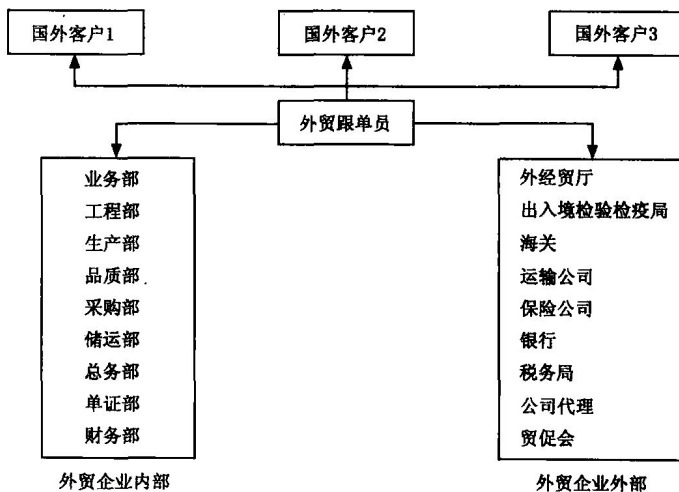 国外客户1
国外客户2
国外客户3
外贸跟单员
业务部
工程部
生产部
品质部
采购部
储运部
总务部
单证部
财务部
外贸企业内部
外经贸厅
出入境检验检疫局
海关
运输公司
保险公司
银行
税务局
公司代理
贸促会
外贸企业外部